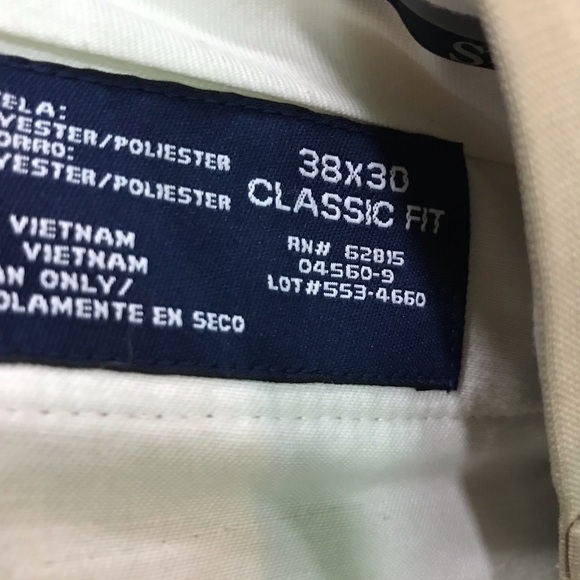 ELA:
YESTER/POLIESTER
ORRO:
YESTER/POLIESTER
VIETNAM
VIETNAM
AN ONLY/
OLAMENTE EN SECO
38X30
CLASSIC FIT
RN# 62815
04560-9
LOT#553-4660
S